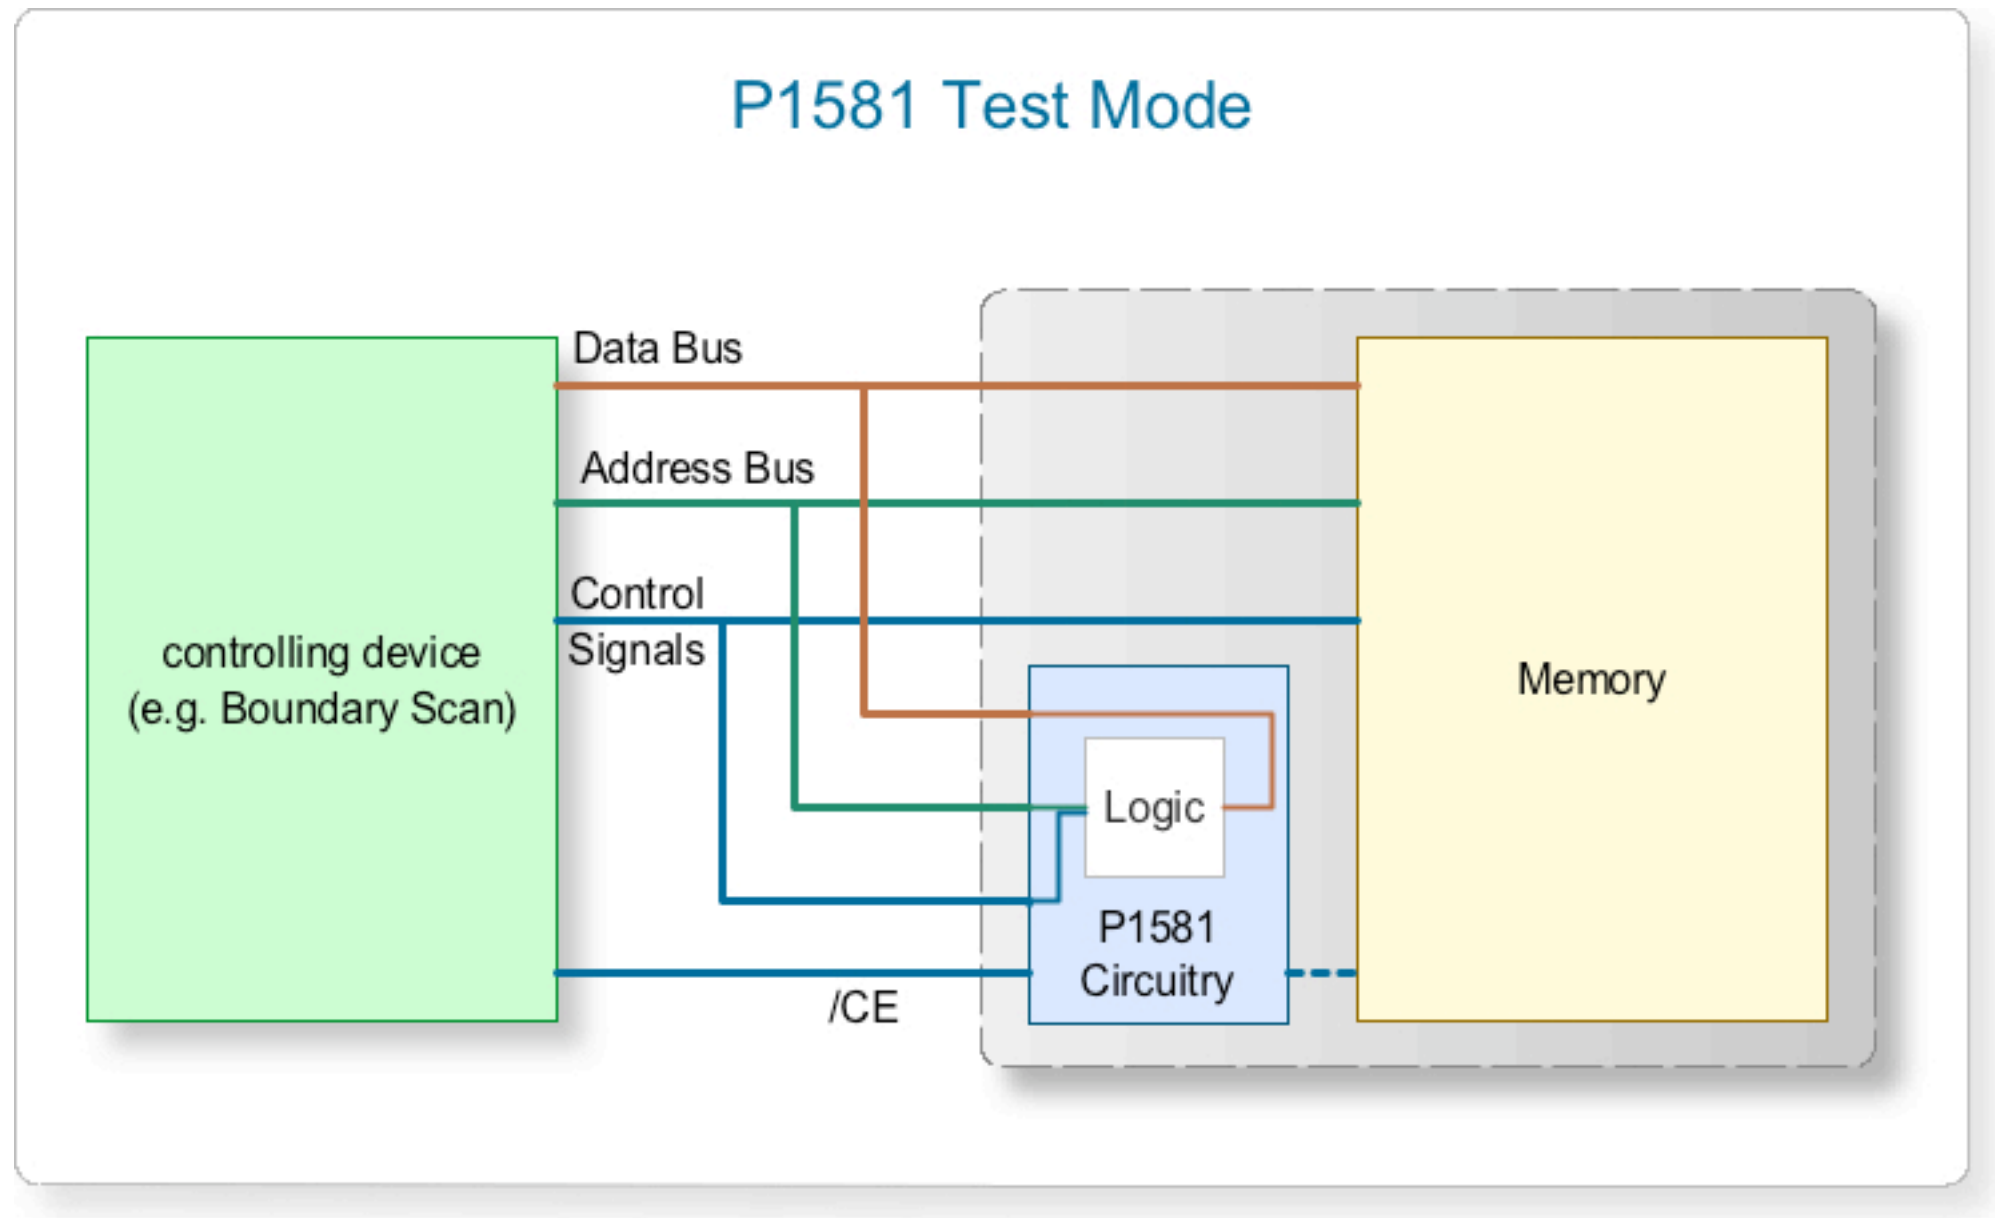 P1581 Test Mode
Data Bus
Address Bus
Control
Signals
controlling device
(e.g. Boundary Scan)
Memory
Logic
P1581
Circuitry
/CE